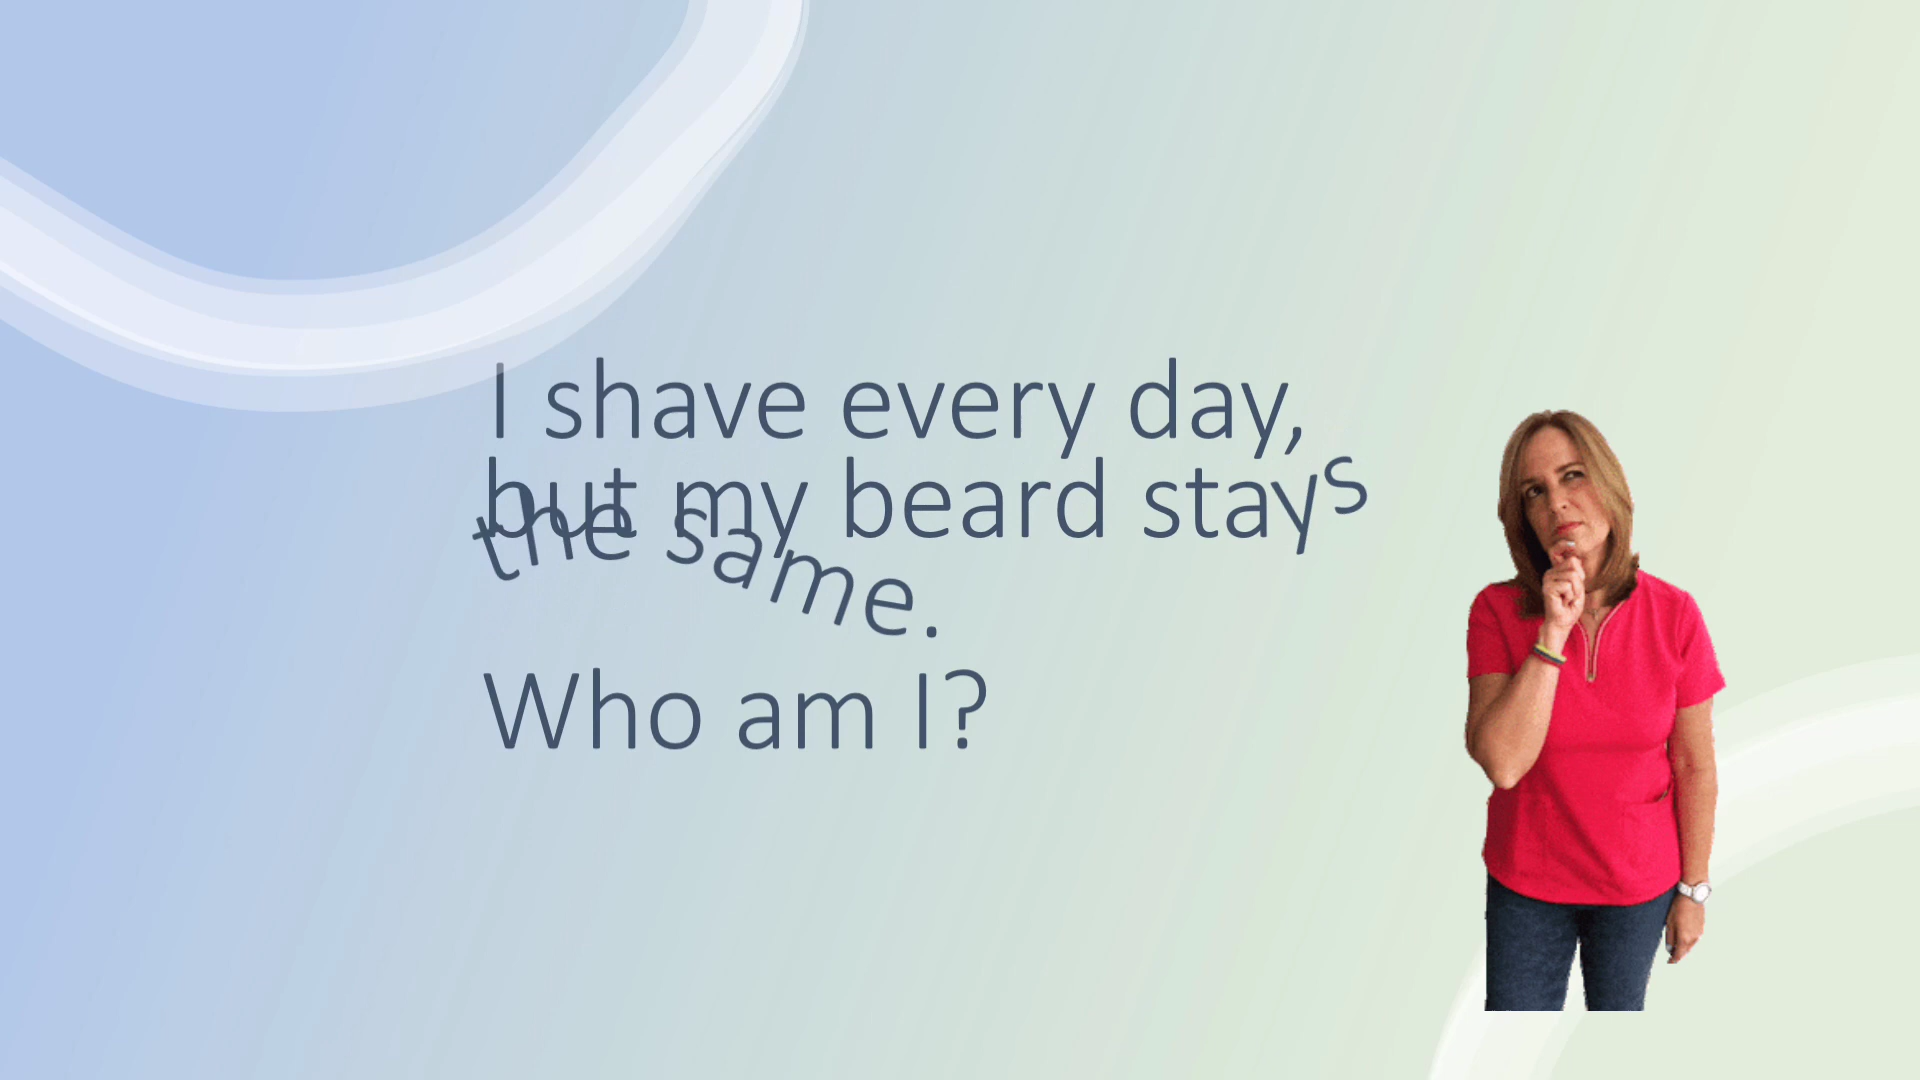 I shave every day,
but my beard stays
the same.
Who am I?